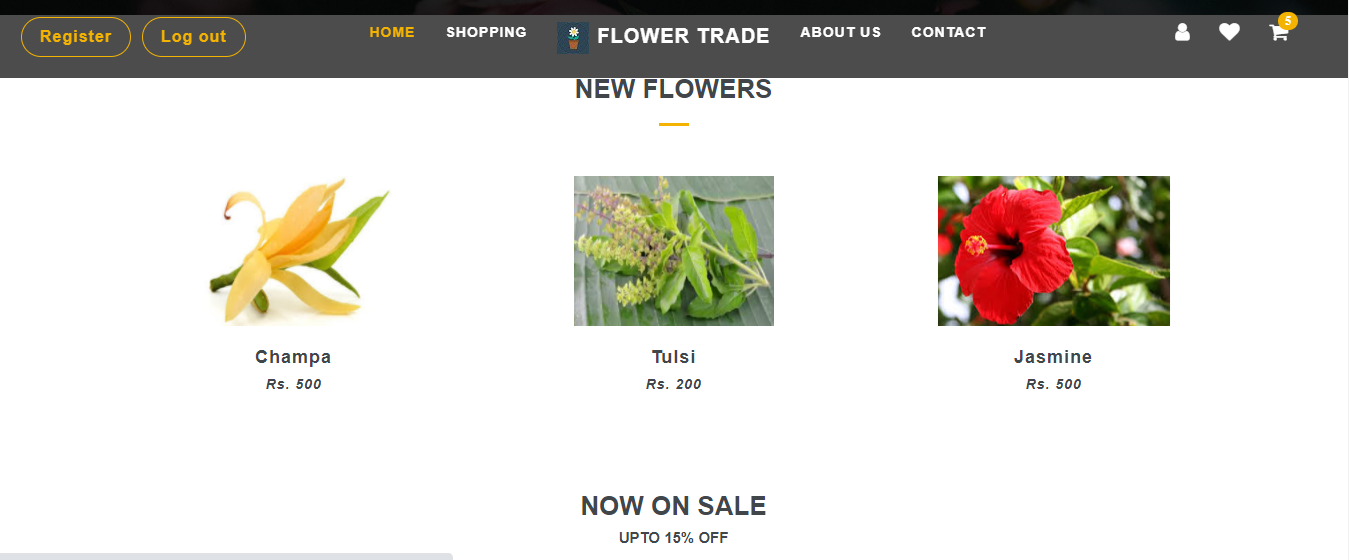 Register Log out HOME SHOPPING FLOWER TRADE ABOUT US CONTACT 5
NEW FLOWERS
Champa Tulsi Jasmine
Rs. 500 Rs. 200 Rs. 500
NOW ON SALE
UPTO 15% OFF